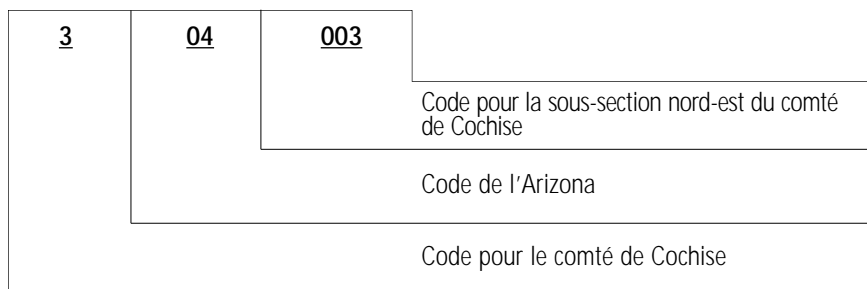 3 04 003
Code pour la sous-section nord-est du comté
de Cochise
Code de l'Arizona
Code pour le comté de Cochise